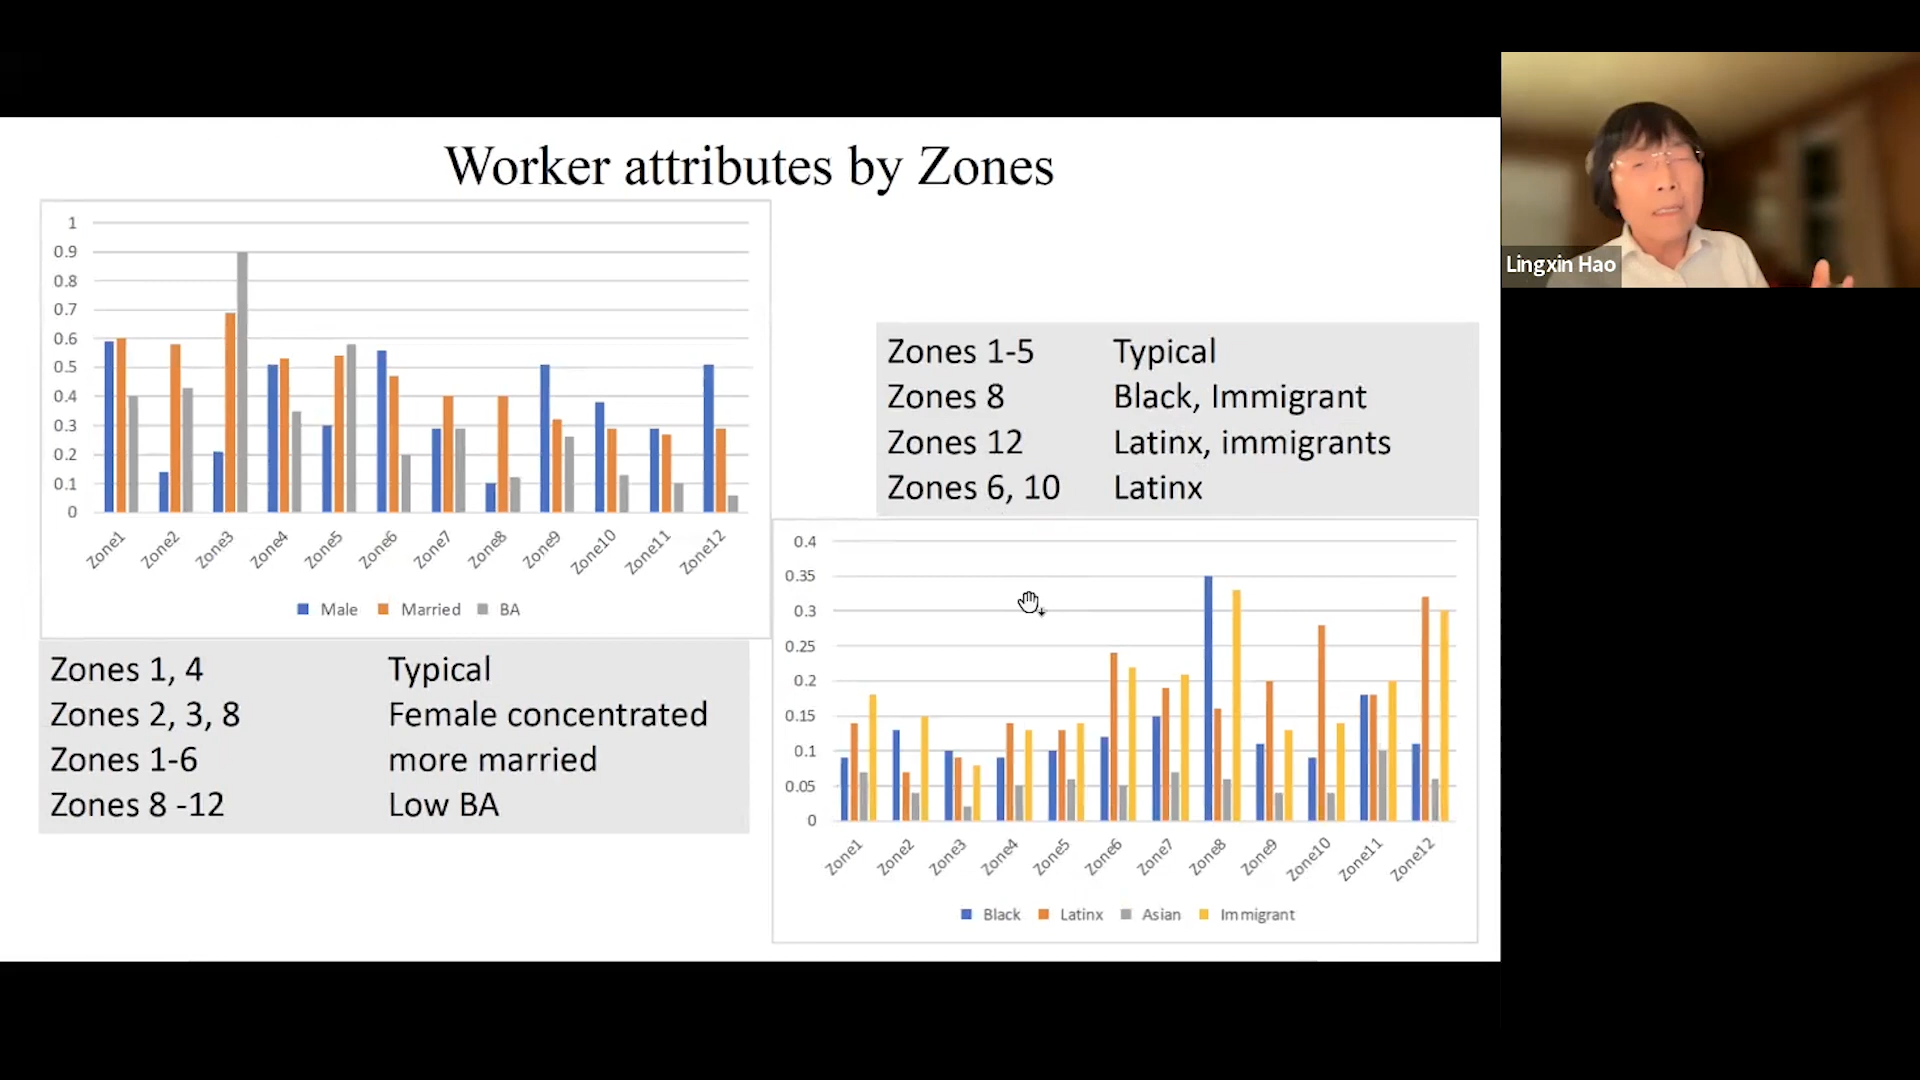 Worker attributes by Zones
1
0.9
0.8
0.7
0.6
0.5
0.4
0.3
0.2
0.1
0
Zone1 Zone2 Zone3 Zone4 Zone5 Zone6 Zone7 Zone8 Zone9 Zone10 Zone11 Zone12
Male Married BA
Zones 1, 4 Typical
Zones 2, 3, 8 Female concentrated
Zones 1-6 more married
Zones 8 -12 Low BA
Zones 1-5 Typical
Zones 8 Black, Immigrant
Zones 12 Latinx, immigrants
Zones 6, 10 Latinx
0.4
0.35
0.3
0.25
0.2
0.15
0.1
0.05
0
Zone1 Zone2 Zone3 Zone4 Zone5 Zone6 Zone7 Zone8 Zone9 Zone10 Zone11 Zone12
Black Latinx Asian Immigrant
Lingxin Hao